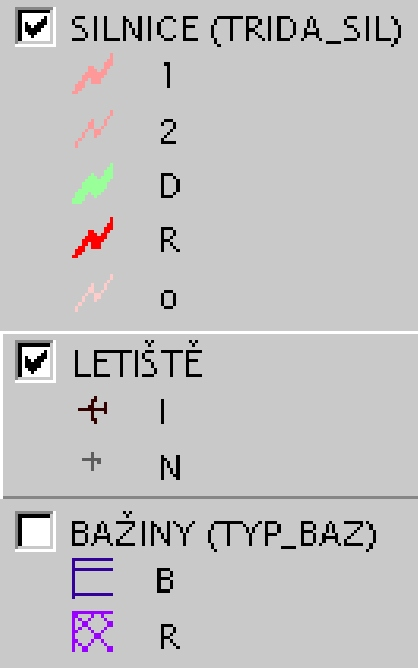 SILNICE (TRIDA_SIL)
1
2
D
R
o
LETIŠTĚ
I
N
BAŽINY (TYP_BAZ)
B
R